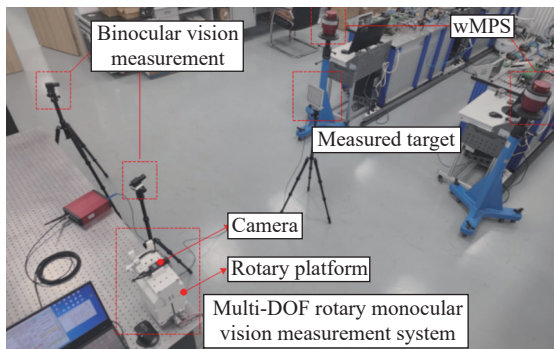 Binocular vision
measurement
wMPS
Measured target
Camera
Rotary platform
Multi-DOF rotary monocular
vision measurement system